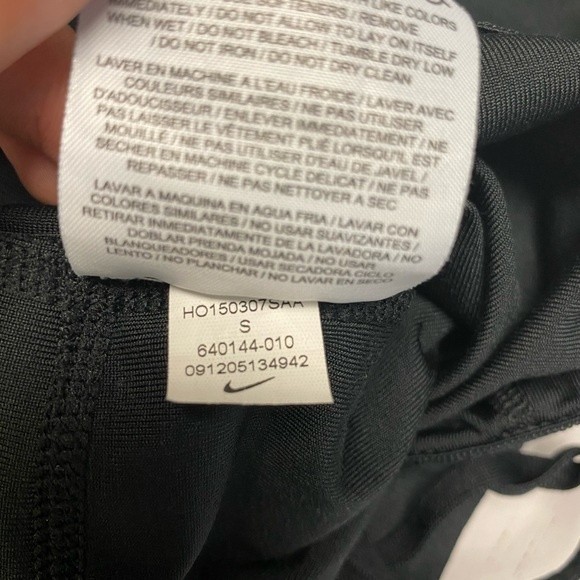 LIKE COLORS
SOFTENERS / REMOVE
IMMEDIATELY / DO NOT ALLOW TO LAY ON ITSELF
WHEN WET / DO NOT BLEACH / TUMBLE DRY LOW
/ DO NOT IRON / DO NOT DRY CLEAN
LAVER EN MACHINE A L'EAU FROIDE / LAVER AVEC
COULEURS SIMILAIRES / NE PAS UTILISER
D'ADOUCISSEUR / ENLEVER IMMEDIATEMENT / NE
PAS LAISSER LE VÊTEMENT PLIÉ LORSQU'IL EST
MOUILLÉ / NE PAS UTILISER D'EAU DE JAVEL /
SECHER EN MACHINE CYCLE DELICAT / NE PAS
REPASSER / NE PAS NETTOYER A SEC
LAVAR A MAQUINA EN AGUA FRIA / LAVAR CON
COLORES SIMILARES / NO USAR SUAVIZANTES /
RETIRAR INMEDIATAMENTE DE LA LAVADORA / NO
DOBLAR PRENDA MOJADA / NO USAR
BLANQUEADORES / USAR SECADORA CICLO
LENTO / NO PLANCHAR / NO LAVAR EN SECO
HO150307SAA
S
640144-010
091205134942